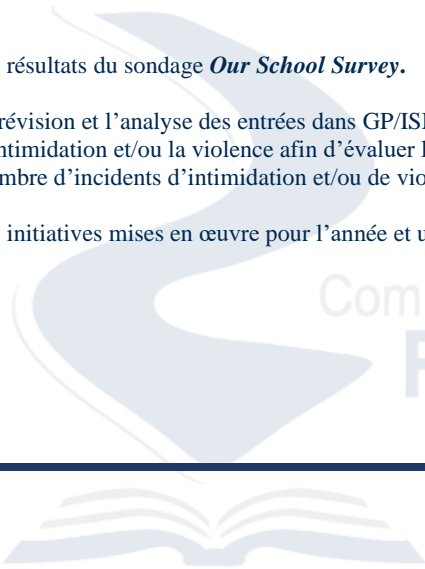 résultats du sondage Our School Survey.
révision et l’analyse des entrées dans GP/ISI
ntimidation et/ou la violence afin d’évaluer l
mbre d’incidents d’intimidation et/ou de vio
initiatives mises en œuvre pour l’année et u
Com